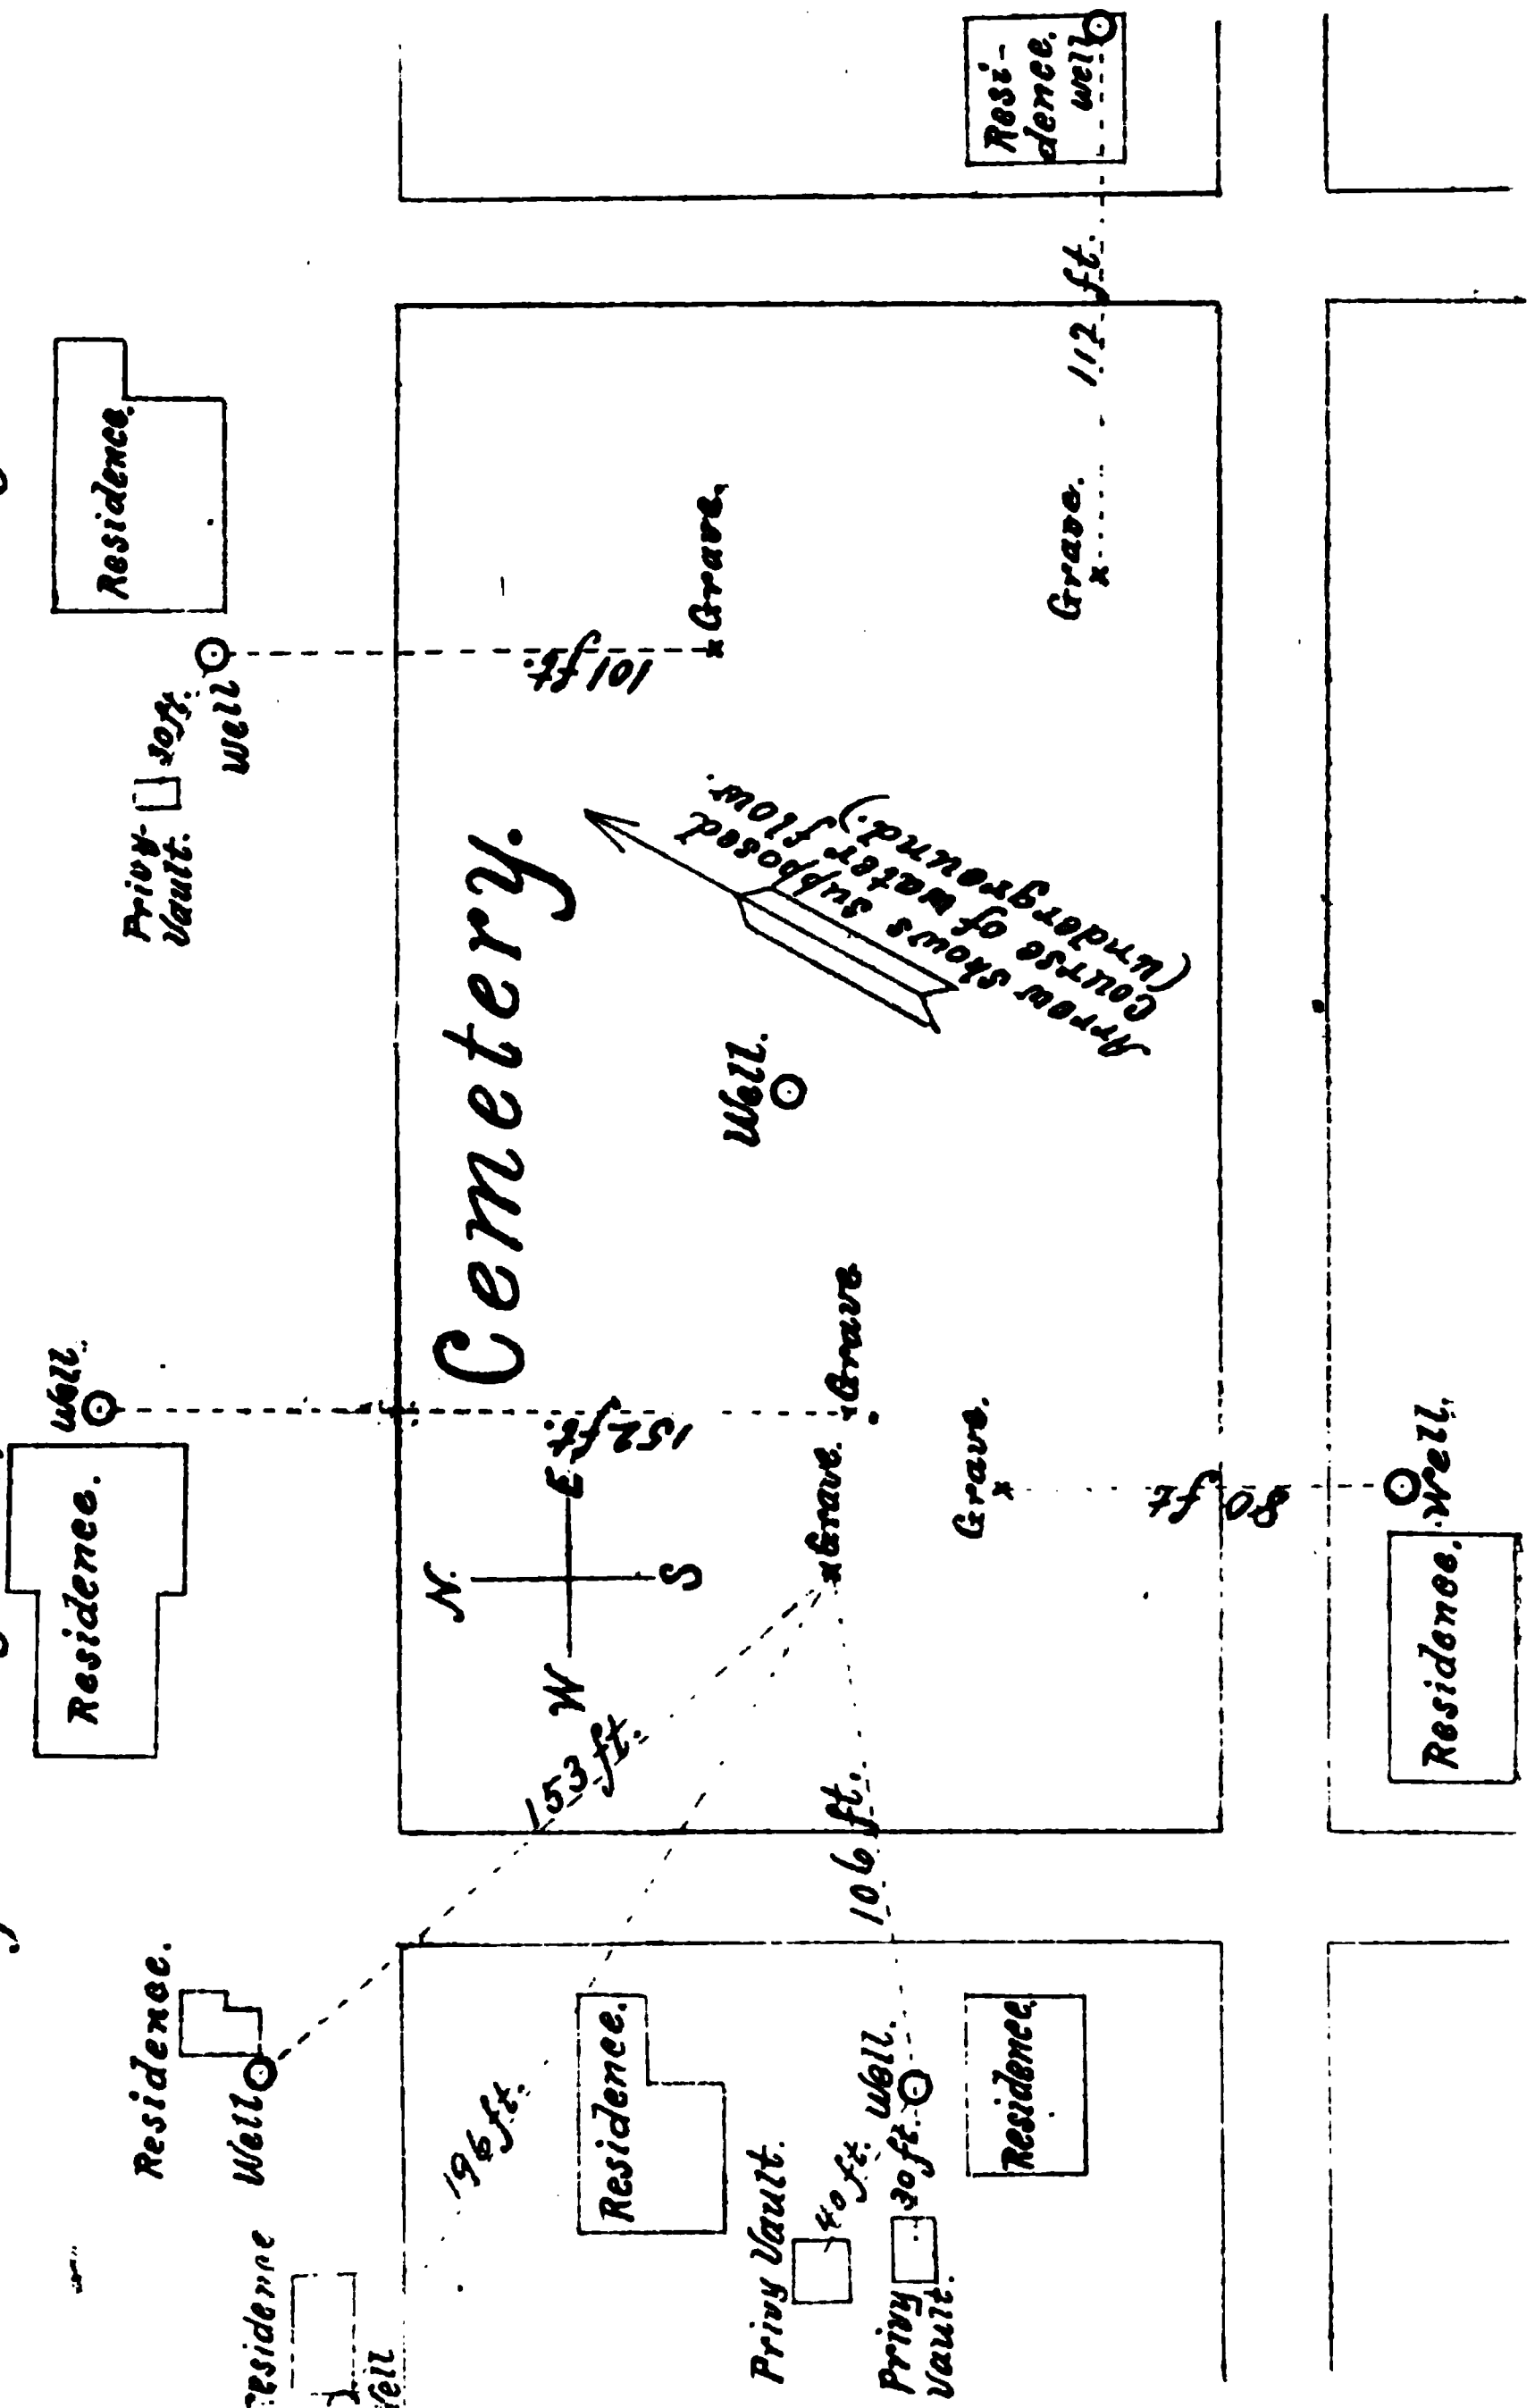 Residence.
Well.
Residence.
Privy-
Vault.
30 ft.
Well
Residence.
Well
Residence
Well
Cemetery.
N.
W
E
S
152 ft.
101 ft.
153 ft.
196 ft.
Grave.
Grave
Grave.
Grave.
Well.
Arrow shows supposed
course of water flow.
(underground.)
Grave.
112 ft.
Resi-
dence.
Well
106 ft.
80 ft
Residence.
Privy Vault.
40 ft.
Well.
30 ft.
Privy
Vault.
Residence.
Residence.
Well.